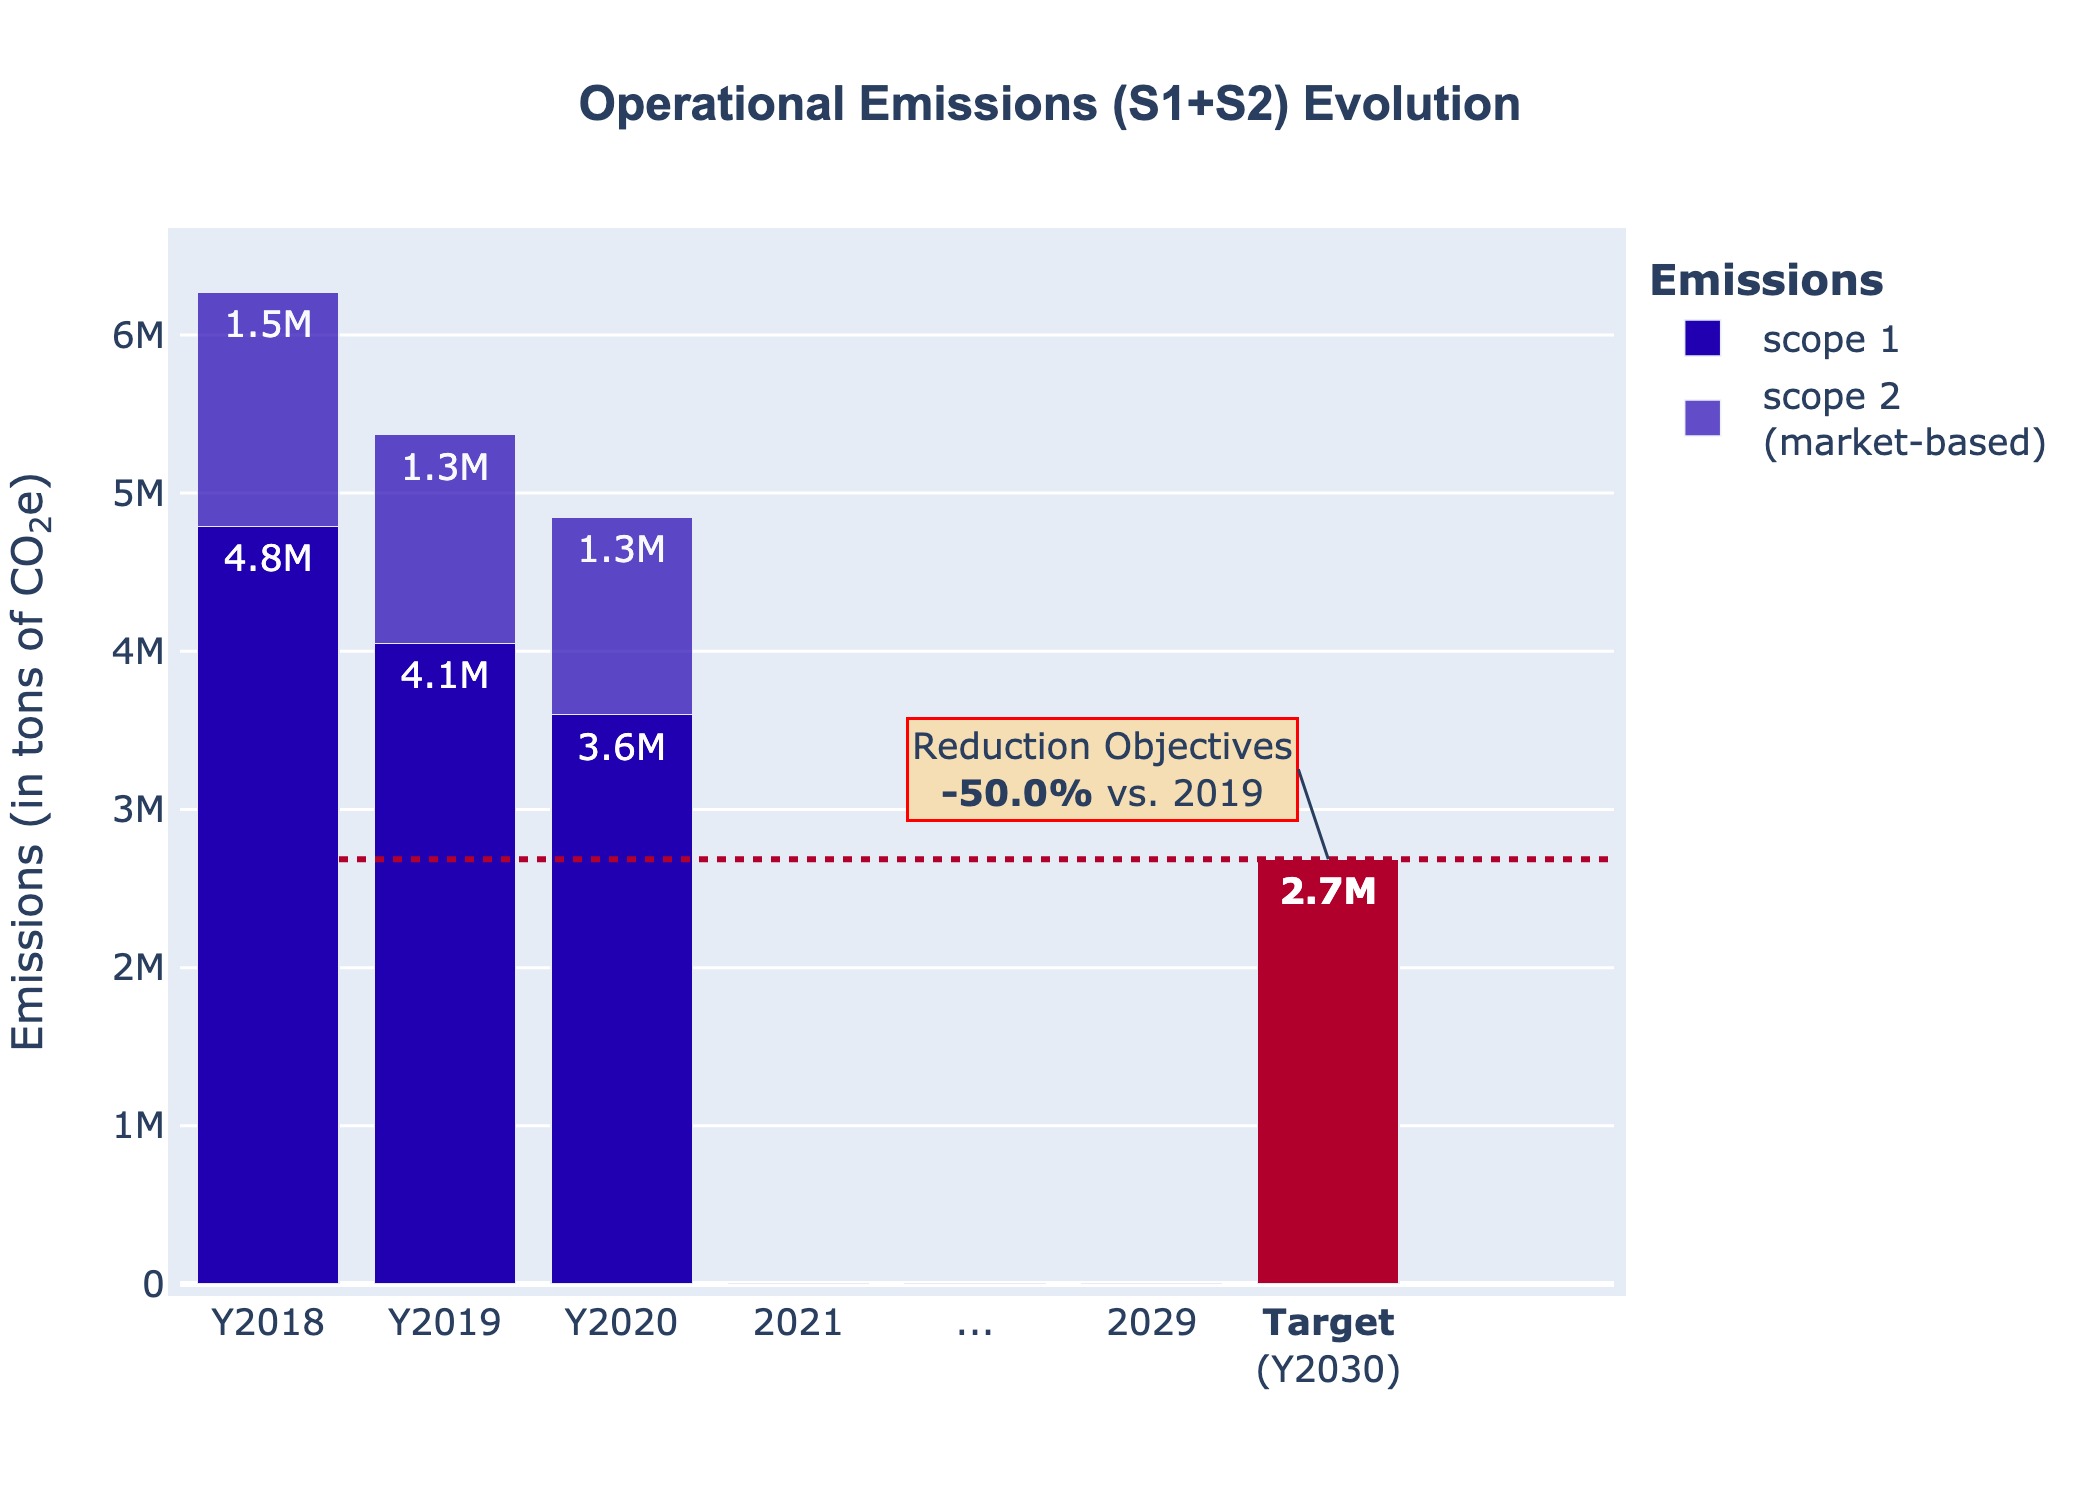 Operational Emissions (S1+S2) Evolution
Emissions (in tons of CO₂e)
6M
5M
4M
3M
2M
1M
0
1.5M
4.8M
1.3M
4.1M
1.3M
3.6M
Reduction Objectives
-50.0% vs. 2019
2.7M
Y2018
Y2019
Y2020
2021
...
2029
Target
(Y2030)
Emissions
scope 1
scope 2
(market-based)